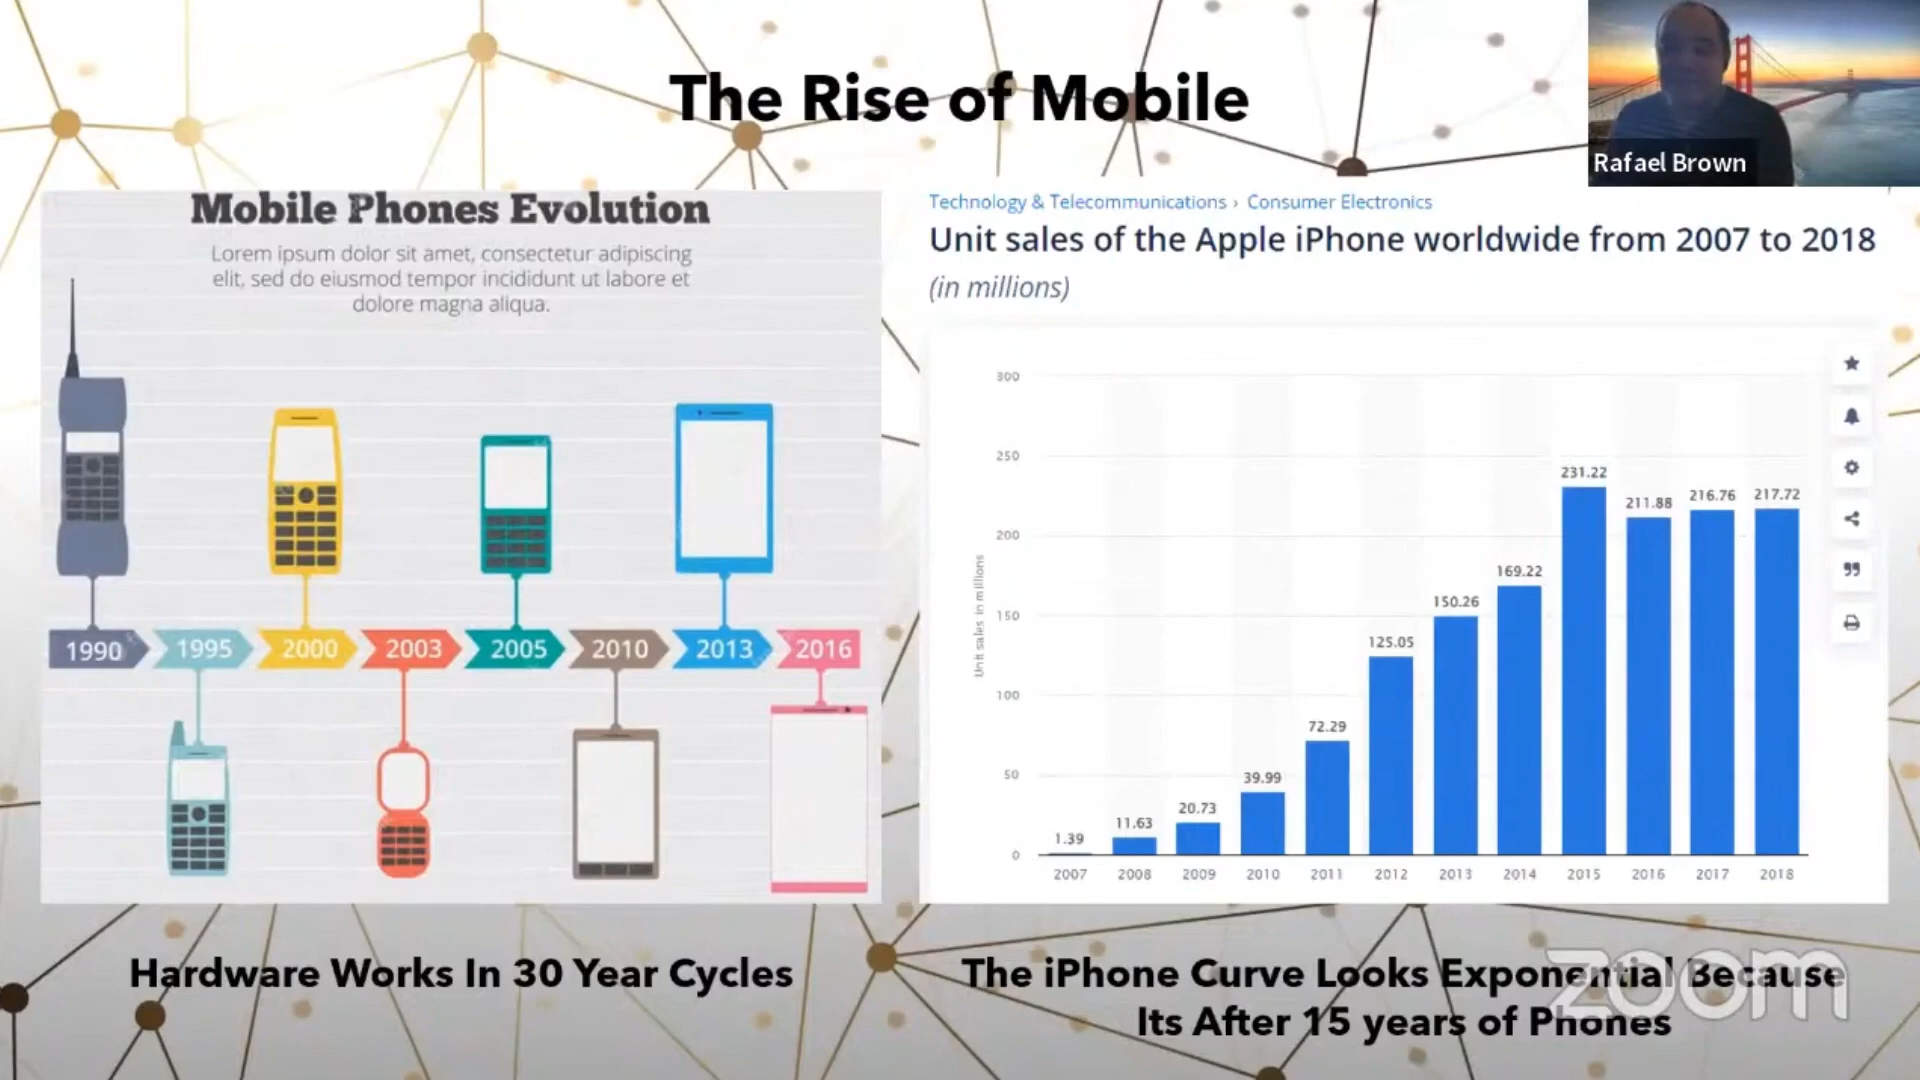 The Rise of Mobile
Rafael Brown
Mobile Phones Evolution
Lorem ipsum dolor sit amet, consectetur adipiscing
elit, sed do eiusmod tempor incididunt ut labore et
dolore magna aliqua.
1990 1995 2000 2003 2005 2010 2013 2016
Hardware Works In 30 Year Cycles
Technology & Telecommunications › Consumer Electronics
Unit sales of the Apple iPhone worldwide from 2007 to 2018
(in millions)
Unit sales in millions
300
250
200
150
100
50
0
1.39
11.63
20.73
39.99
72.29
125.05
150.26
169.22
231.22
211.88
216.76
217.72
2007 2008 2009 2010 2011 2012 2013 2014 2015 2016 2017 2018
The iPhone Curve Looks Exponential Because
Its After 15 years of Phones
zoom